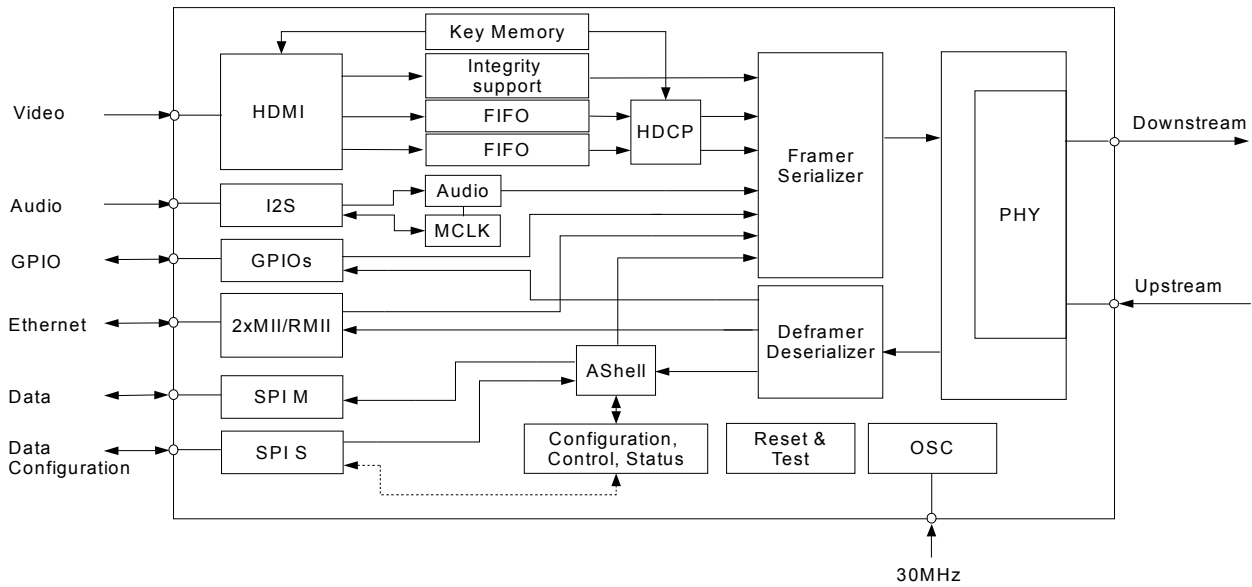 Key Memory
Integrity
support
Video
HDMI
FIFO
FIFO
HDCP
Framer
Serializer
Downstream
Audio
I2S
Audio
MCLK
PHY
GPIO
GPIOs
Upstream
Ethernet
2xMII/RMII
Deframer
Deserializer
AShell
Data
SPI M
Data
Configuration
SPI S
Configuration,
Control, Status
Reset &
Test
OSC
30MHz